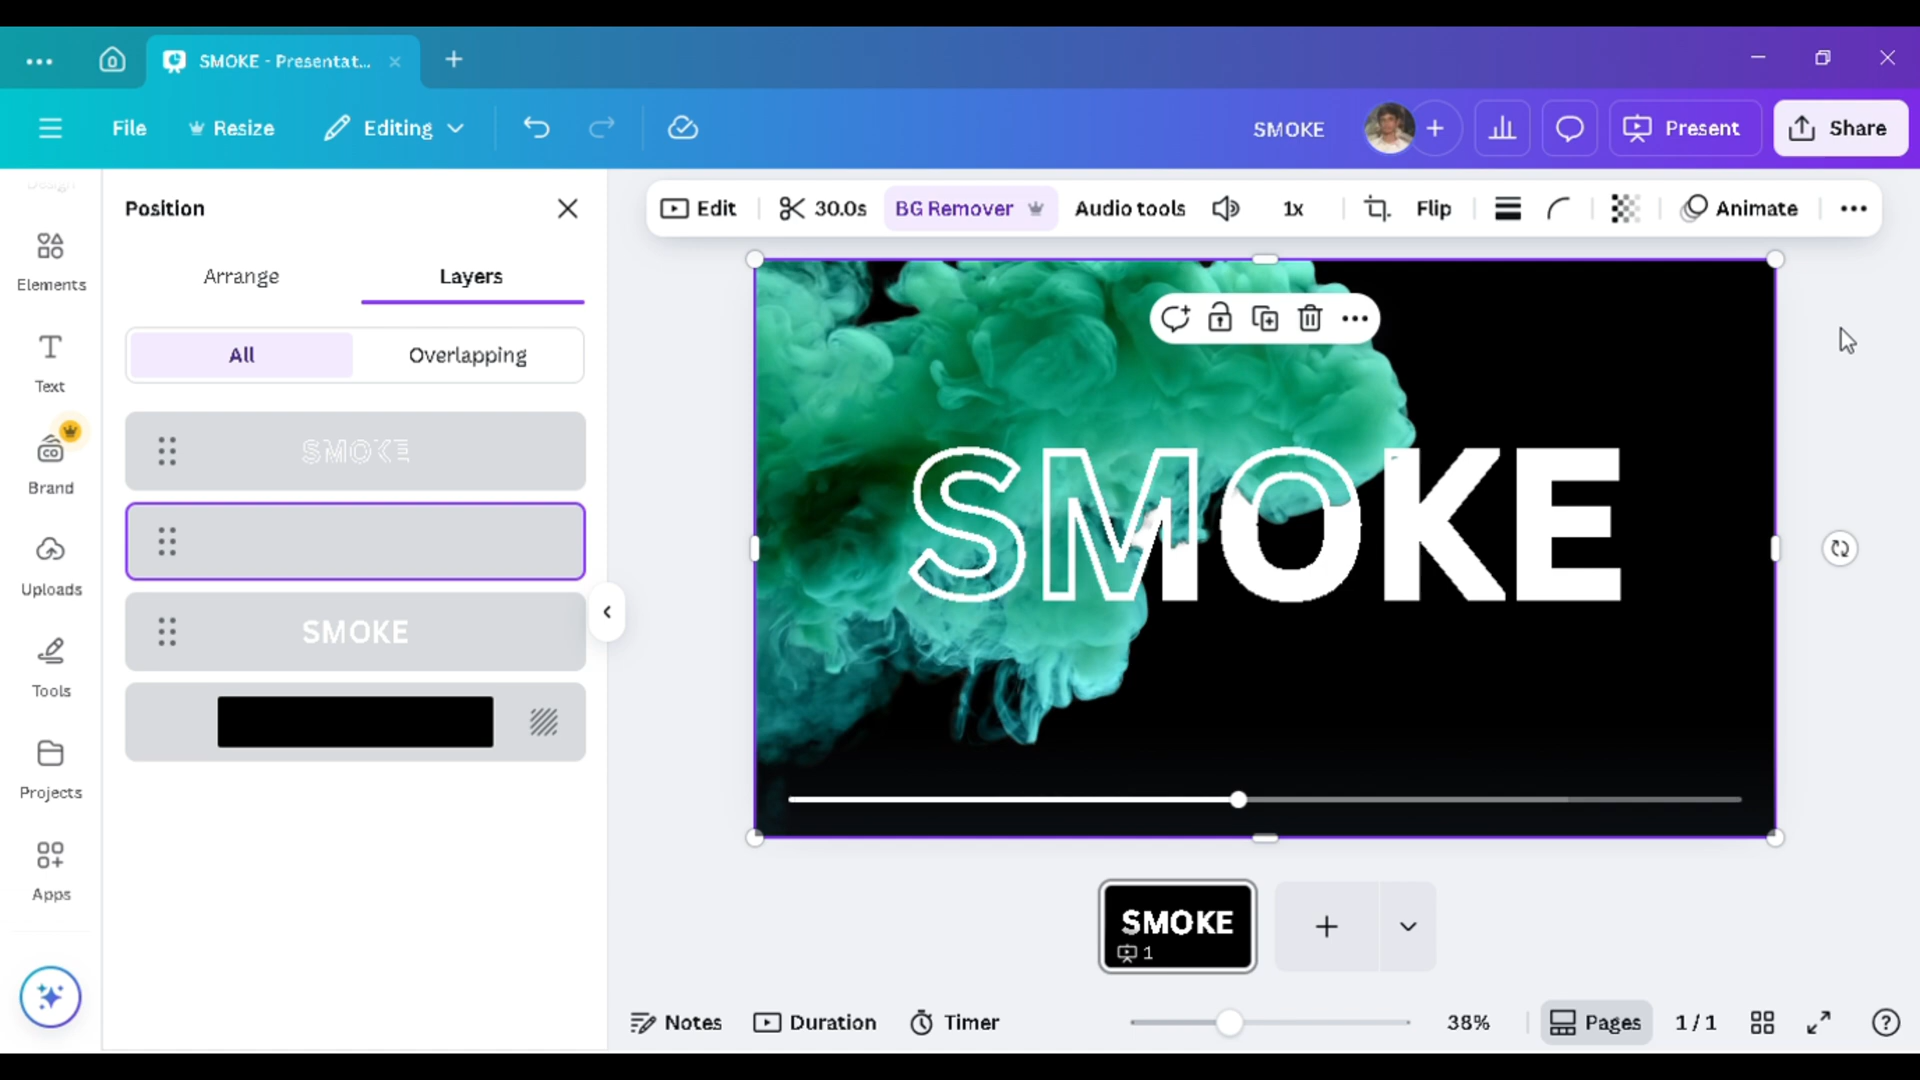 SMOKE - Presentat...
File
Resize
Editing
SMOKE
Present
Share
Design
Elements
Text
Brand
Uploads
Tools
Projects
Apps
Position
Arrange
Layers
All
Overlapping
SMOKE
SMOKE
Edit
30.0s
BG Remover
Audio tools
1x
Flip
Animate
SMOKE
SMOKE
1
Notes
Duration
Timer
38%
Pages
1 / 1